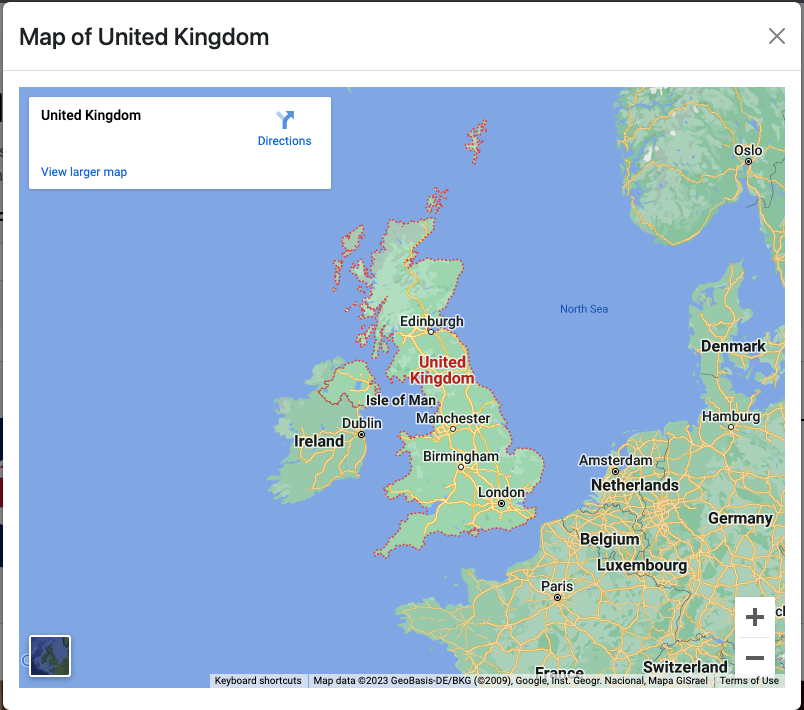 Map of United Kingdom
United Kingdom
Directions
View larger map
Oslo
North Sea
Edinburgh
Denmark
United
Kingdom
Isle of Man
Manchester
Hamburg
Dublin
Ireland
Birmingham
Amsterdam
Netherlands
London
Germany
Belgium
Luxembourg
Paris
France
Switzerland
Keyboard shortcuts
Map data ©2023 GeoBasis-DE/BKG (©2009), Google, Inst. Geogr. Nacional, Mapa GISrael
Terms of Use